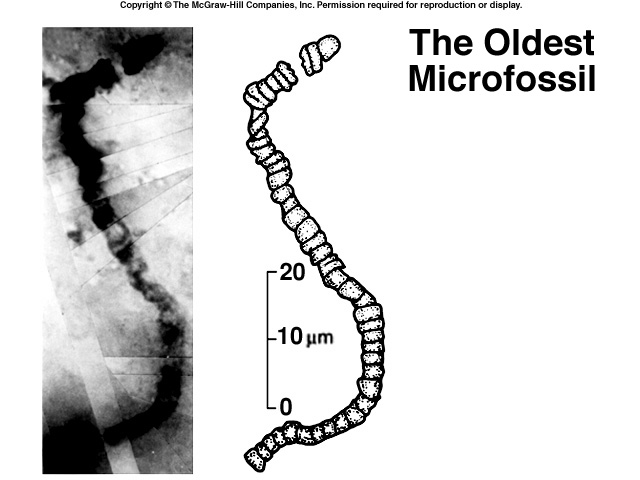 Copyright © The McGraw-Hill Companies, Inc. Permission required for reproduction or display.
The Oldest
Microfossil
20
10 µm
0